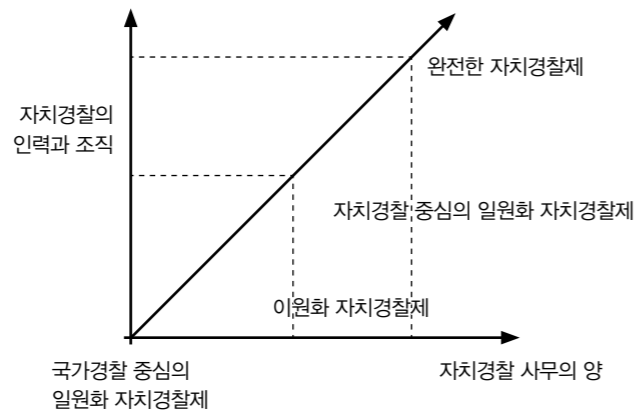 완전한 자치경찰제
자치경찰의
인력과 조직
자치경찰 중심의 일원화 자치경찰제
이원화 자치경찰제
국가경찰 중심의
일원화 자치경찰제
자치경찰 사무의 양